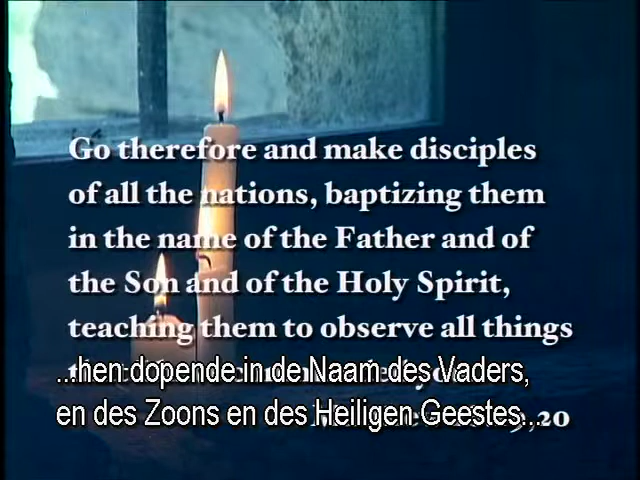 Go therefore and make disciples
of all the nations, baptizing them
in the name of the Father and of
the Son and of the Holy Spirit,
teaching them to observe all things
...hen dopende in de Naam des Vaders,
en des Zoons en des Heiligen Geestes...
,20